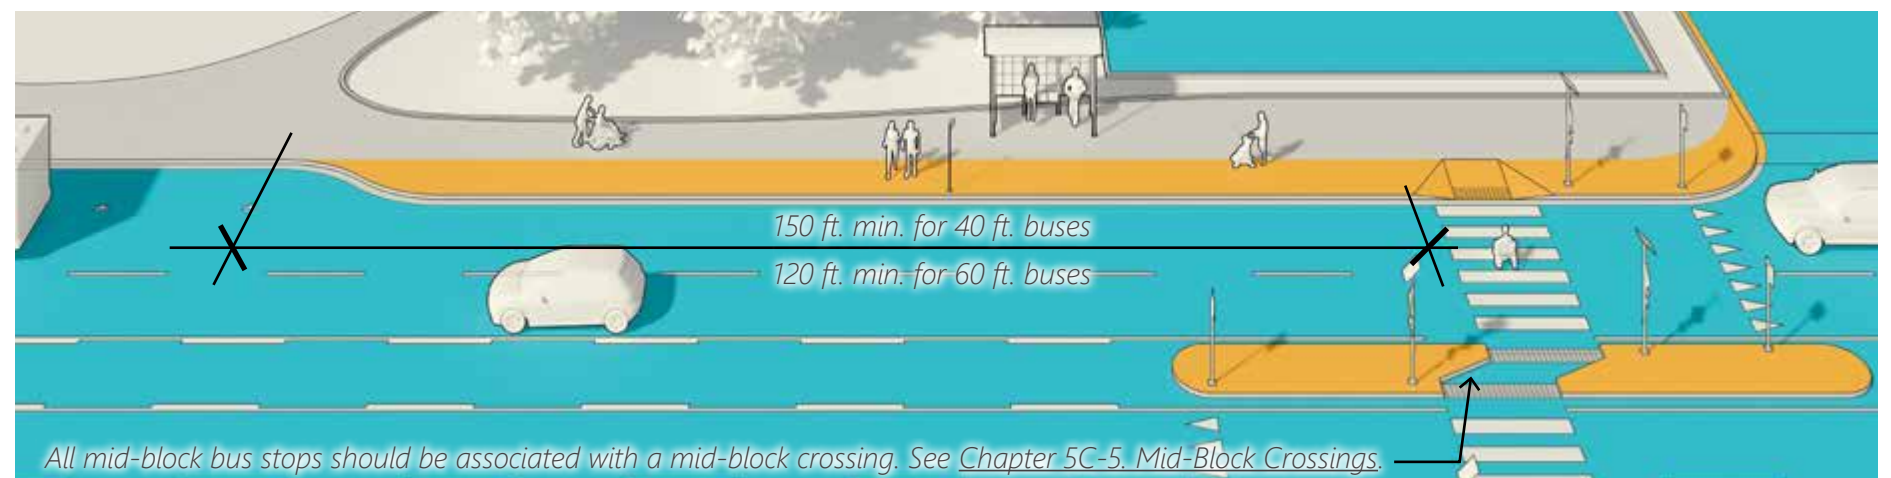 150 ft. min. for 40 ft. buses
120 ft. min. for 60 ft. buses
All mid-block bus stops should be associated with a mid-block crossing. See Chapter 5C-5. Mid-Block Crossings.